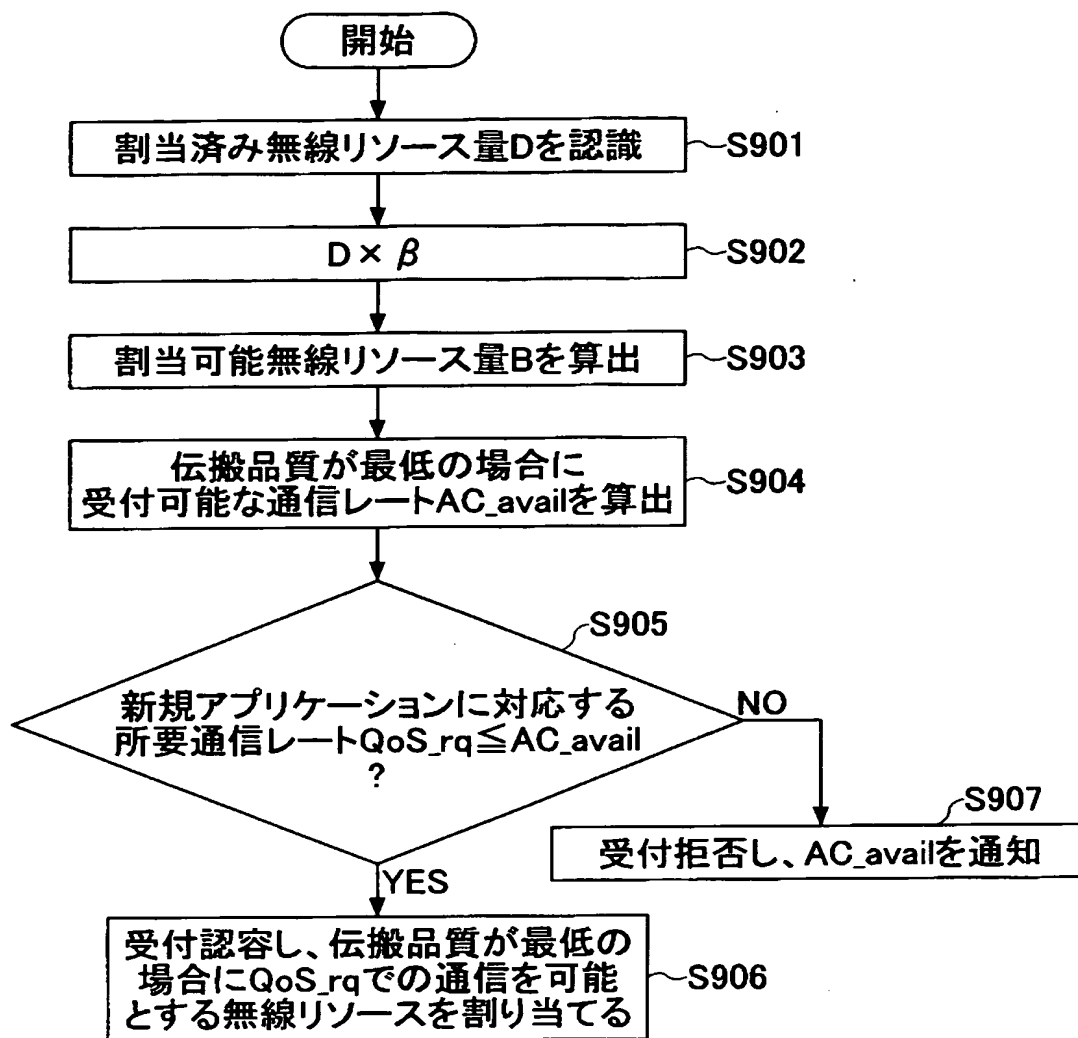 開始
割当済み無線リソース量Dを認識
S901
D×β
S902
割当可能無線リソース量Bを算出
S903
伝搬品質が最低の場合に
受付可能な通信レートAC_availを算出
S904
S905
新規アプリケーションに対応する
所要通信レートQoS_rq≦AC_avail
?
NO
S907
受付拒否し、AC_availを通知
YES
受付認容し、伝搬品質が最低の
場合にQoS_rqでの通信を可能
とする無線リソースを割り当てる
S906